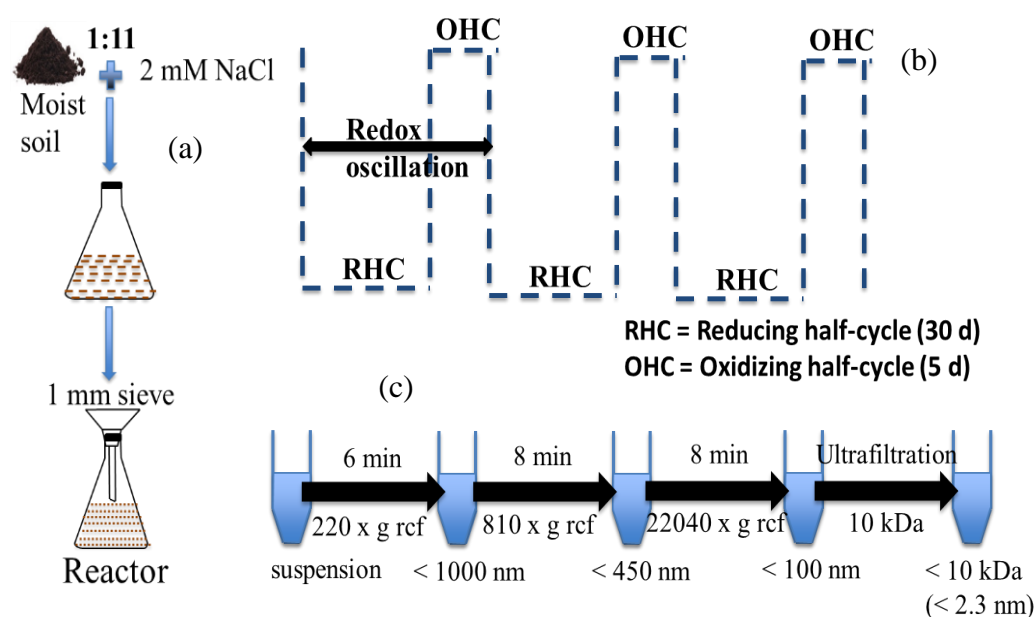 1:11
2 mM NaCl
Moist
soil
(a)
1 mm sieve
Reactor
OHC
OHC
OHC
(b)
Redox
oscillation
RHC
RHC
RHC
RHC = Reducing half-cycle (30 d)
OHC = Oxidizing half-cycle (5 d)
(c)
6 min
8 min
8 min
Ultrafiltration
220 x g rcf
810 x g rcf
22040 x g rcf
10 kDa
suspension
< 1000 nm
< 450 nm
< 100 nm
< 10 kDa
(< 2.3 nm)